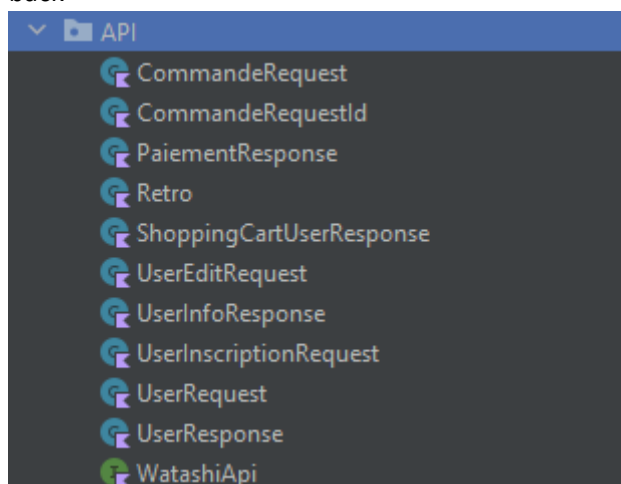 API
CommandeRequest
CommandeRequestId
PaiementResponse
Retro
ShoppingCartUserResponse
UserEditRequest
UserInfoResponse
UserInscriptionRequest
UserRequest
UserResponse
WatashiApi